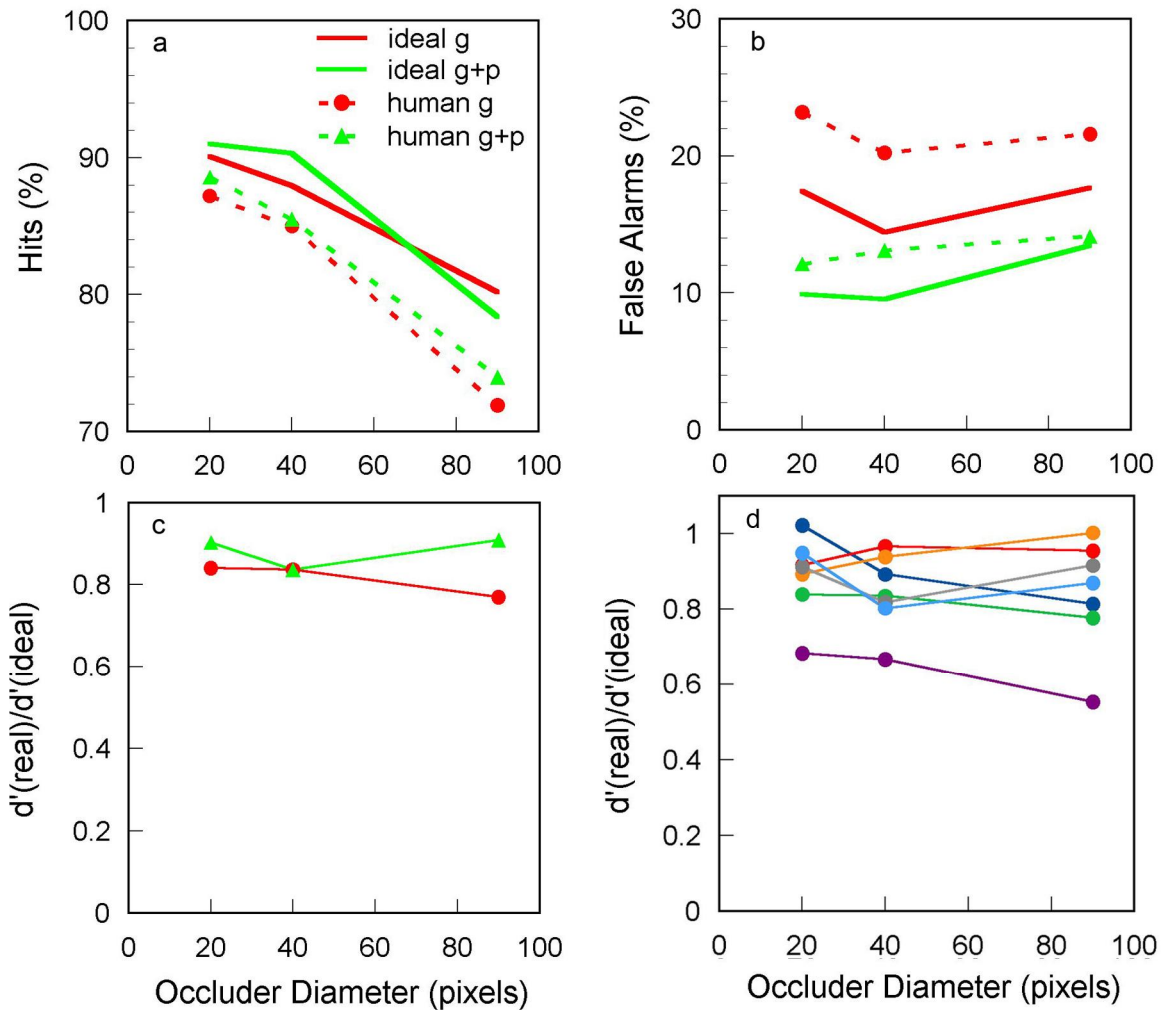 a
ideal g
ideal g+p
human g
human g+p
100
90
80
70
0 20 40 60 80 100
Hits (%)
b
30
20
10
0
0 20 40 60 80 100
False Alarms (%)
c
1
0.8
0.6
0.4
0.2
0
0 20 40 60 80 100
d'(real)/d'(ideal)
Occluder Diameter (pixels)
d
1
0.8
0.6
0.4
0.2
0
0 20 40 60 80 100
d'(real)/d'(ideal)
Occluder Diameter (pixels)